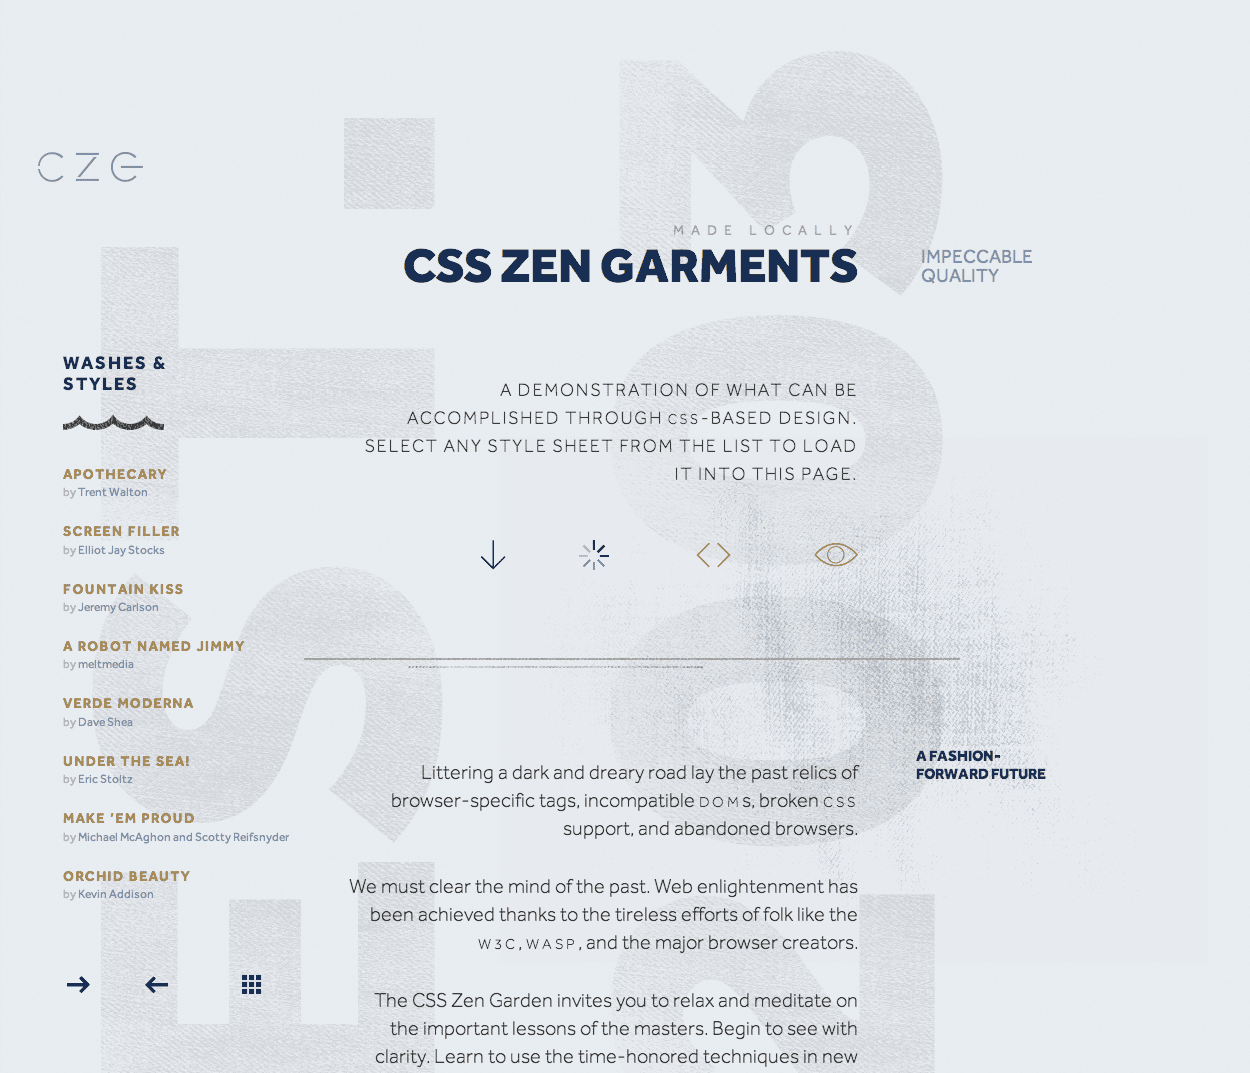 CZG
MADE LOCALLY
CSS ZEN GARMENTS
IMPECCABLE
QUALITY
WASHES &
STYLES
APOTHECARY
by Trent Walton
SCREEN FILLER
by Elliot Jay Stocks
FOUNTAIN KISS
by Jeremy Carlson
A ROBOT NAMED JIMMY
by meltmedia
VERDE MODERNA
by Dave Shea
UNDER THE SEA!
by Eric Stoltz
MAKE 'EM PROUD
by Michael McAghon and Scotty Reifsnyder
ORCHID BEAUTY
by Kevin Addison
A DEMONSTRATION OF WHAT CAN BE
ACCOMPLISHED THROUGH CSS-BASED DESIGN.
SELECT ANY STYLE SHEET FROM THE LIST TO LOAD
IT INTO THIS PAGE.
A FASHION-
FORWARD FUTURE
Littering a dark and dreary road lay the past relics of
browser-specific tags, incompatible DOMs, broken CSS
support, and abandoned browsers.
We must clear the mind of the past. Web enlightenment has
been achieved thanks to the tireless efforts of folk like the
W3C, WASP, and the major browser creators.
The CSS Zen Garden invites you to relax and meditate on
the important lessons of the masters. Begin to see with
clarity. Learn to use the time-honored techniques in new
EST.
2003